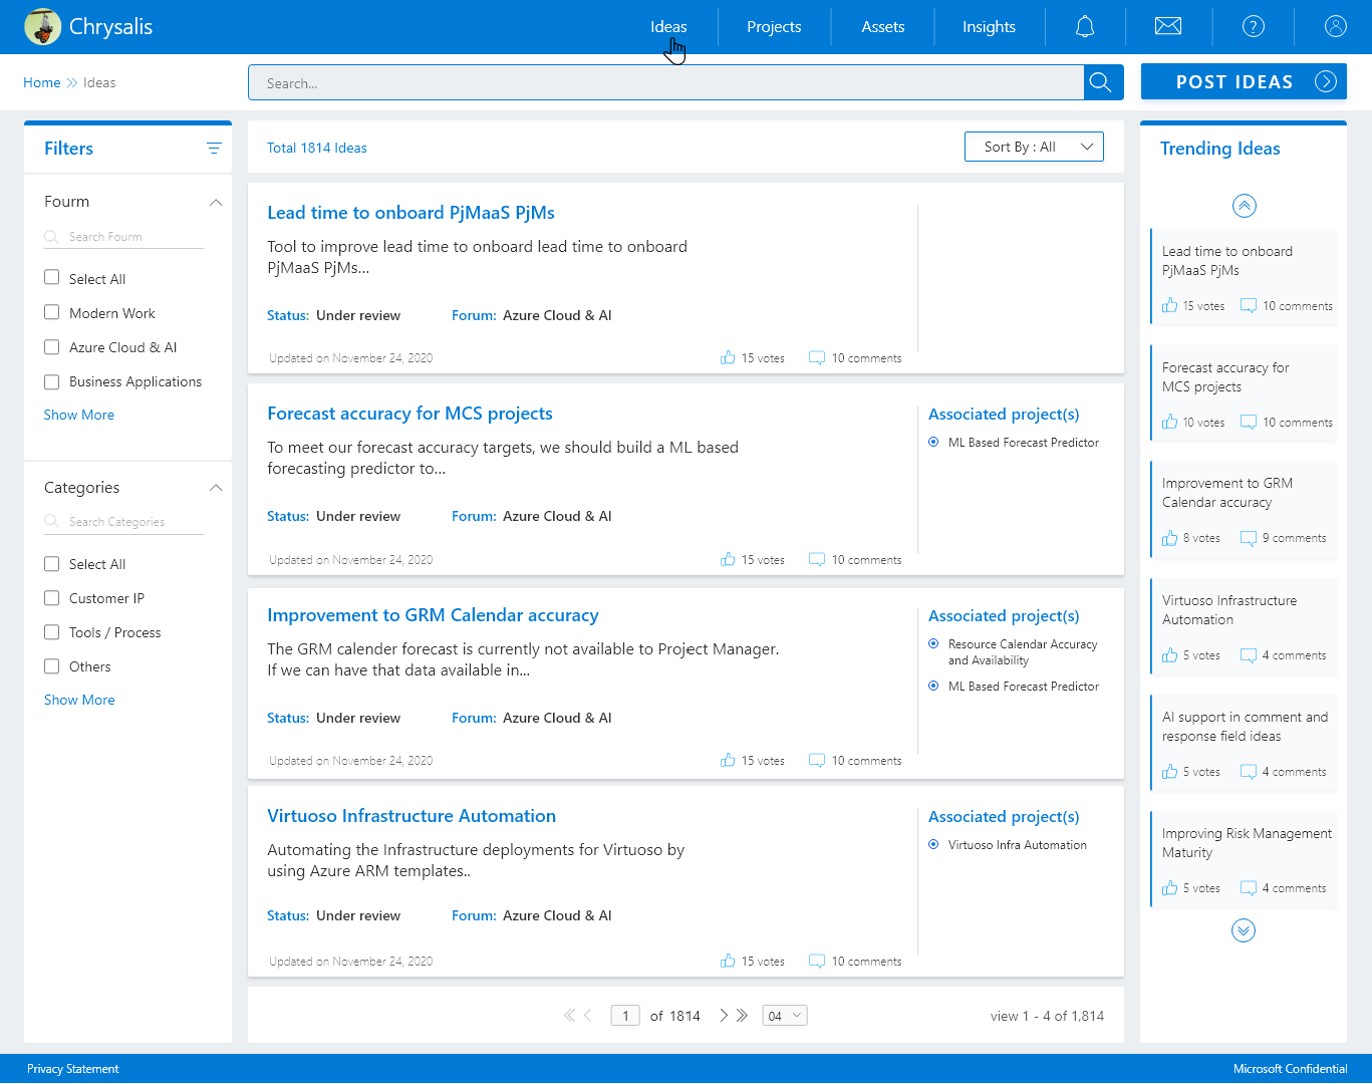 Chrysalis
Ideas
Projects
Assets
Insights
Home
Ideas
Search...
POST IDEAS
Filters
Fourm
Search Fourm
Select All
Modern Work
Azure Cloud & AI
Business Applications
Show More
Categories
Search Categories
Select All
Customer IP
Tools / Process
Others
Show More
Total 1814 Ideas
Sort By : All
Lead time to onboard PjMaaS PjMs
Tool to improve lead time to onboard lead time to onboard
PjMaaS PjMs...
Status: Under review Forum: Azure Cloud & AI
Updated on November 24, 2020 15 votes 10 comments
Forecast accuracy for MCS projects
To meet our forecast accuracy targets, we should build a ML based
forecasting predictor to...
Status: Under review Forum: Azure Cloud & AI
Updated on November 24, 2020 15 votes 10 comments
Associated project(s)
ML Based Forecast Predictor
Improvement to GRM Calendar accuracy
The GRM calender forecast is currently not available to Project Manager.
If we can have that data available in...
Status: Under review Forum: Azure Cloud & AI
Updated on November 24, 2020 15 votes 10 comments
Associated project(s)
Resource Calendar Accuracy
and Availability
ML Based Forecast Predictor
Virtuoso Infrastructure Automation
Automating the Infrastructure deployments for Virtuoso by
using Azure ARM templates..
Status: Under review Forum: Azure Cloud & AI
Updated on November 24, 2020 15 votes 10 comments
Associated project(s)
Virtuoso Infra Automation
1 of 1814 04 view 1 - 4 of 1,814
Trending Ideas
Lead time to onboard
PjMaaS PjMs
15 votes 10 comments
Forecast accuracy for
MCS projects
10 votes 10 comments
Improvement to GRM
Calendar accuracy
8 votes 9 comments
Virtuoso Infrastructure
Automation
5 votes 4 comments
AI support in comment and
response field ideas
5 votes 4 comments
Improving Risk Management
Maturity
5 votes 4 comments
Privacy Statement
Microsoft Confidential